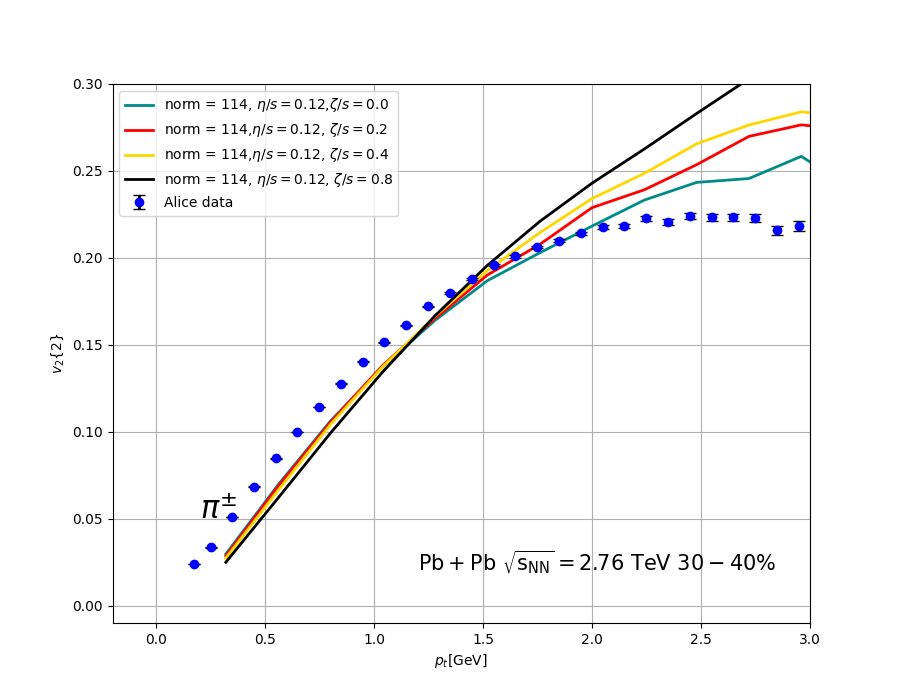 0.30
0.25
0.20
0.15
0.10
0.05
0.00
v₂{2}
norm = 114, η/s = 0.12,ζ/s = 0.0
norm = 114,η/s = 0.12, ζ/s = 0.2
norm = 114,η/s = 0.12, ζ/s = 0.4
norm = 114, η/s = 0.12, ζ/s = 0.8
Alice data
π±
Pb + Pb √sNN = 2.76 TeV 30 − 40%
0.0 0.5 1.0 1.5 2.0 2.5 3.0
pₜ[GeV]